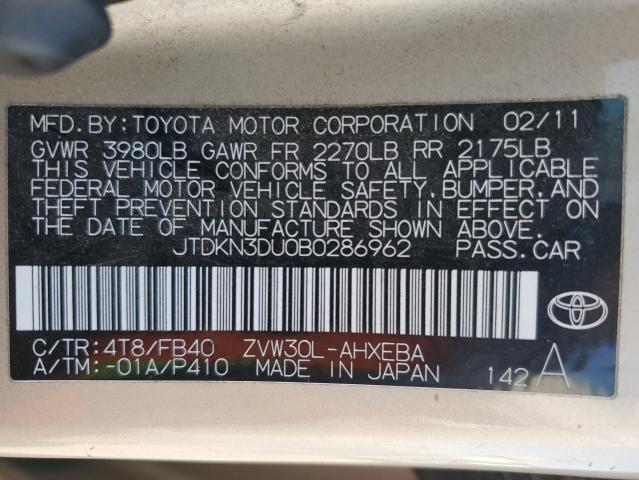 MFD. BY: TOYOTA MOTOR CORPORATION 02/11
GVWR 3980LB GAWR FR 2270LB RR 2175LB
THIS VEHICLE CONFORMS TO ALL APPLICABLE
FEDERAL MOTOR VEHICLE SAFETY, BUMPER, AND
THEFT PREVENTION STANDARDS IN EFFECT ON
THE DATE OF MANUFACTURE SHOWN ABOVE.
JTDKN3DU0B0286962 PASS. CAR
C/TR: 4T8/FB40 ZVW30L-AHXEBA
A/TM: -01A/P410 MADE IN JAPAN 142 A